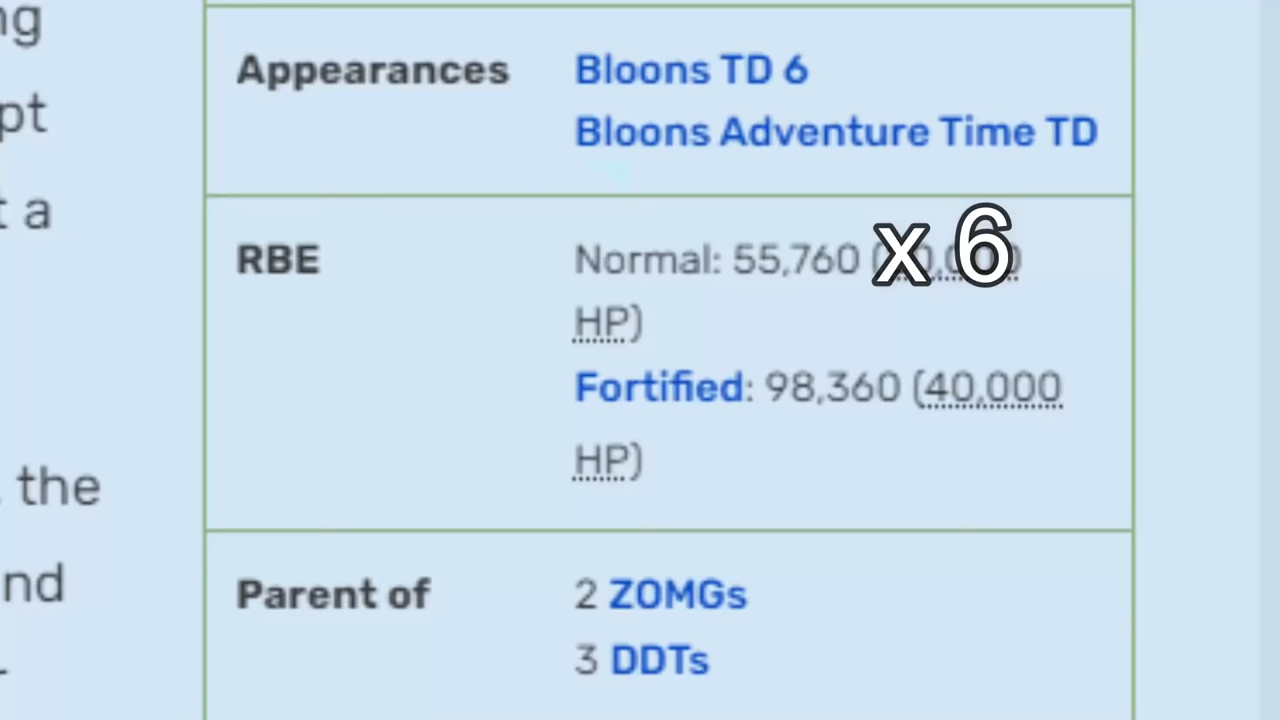 ng
pt
t a
the
nd
Appearances
Bloons TD 6
Bloons Adventure Time TD
RBE
Normal: 55,760
x 6
HP)
Fortified: 98,360 (40,000
HP)
Parent of
2 ZOMGs
3 DDTs